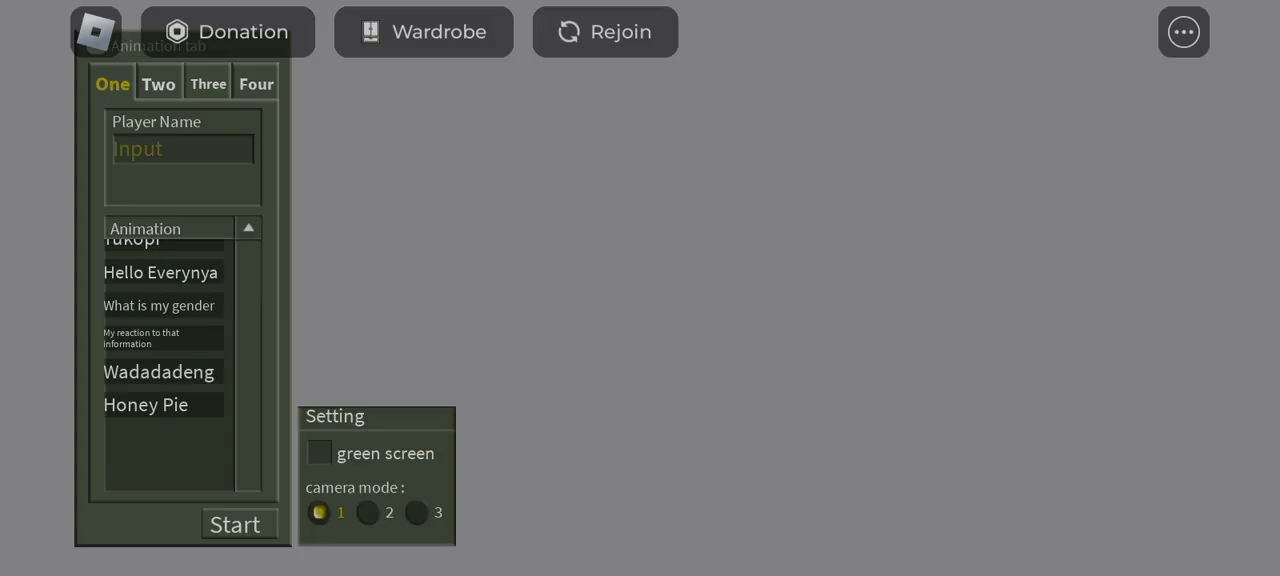 Donation
Wardrobe
Rejoin
Animation tab
One
Two
Three
Four
Player Name
Input
Animation
Yukopi
Hello Everynya
What is my gender
My reaction to that
information
Wadadadeng
Honey Pie
Start
Setting
green screen
camera mode :
1
2
3